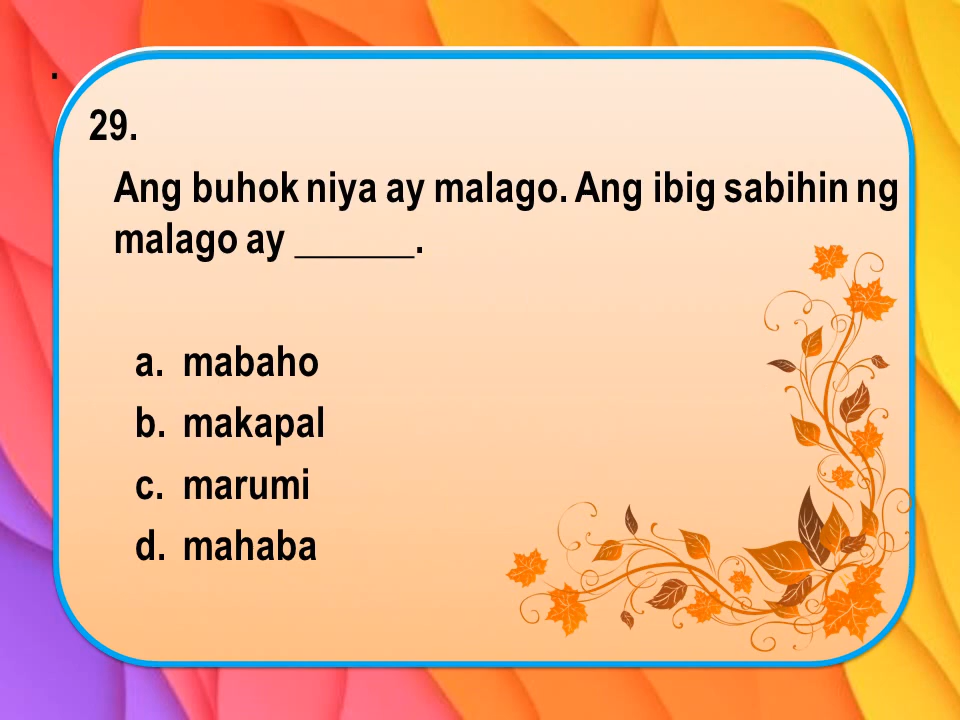 .
29.
Ang buhok niya ay malago. Ang ibig sabihin ng
malago ay ______.
a. mabaho
b. makapal
c. marumi
d. mahaba